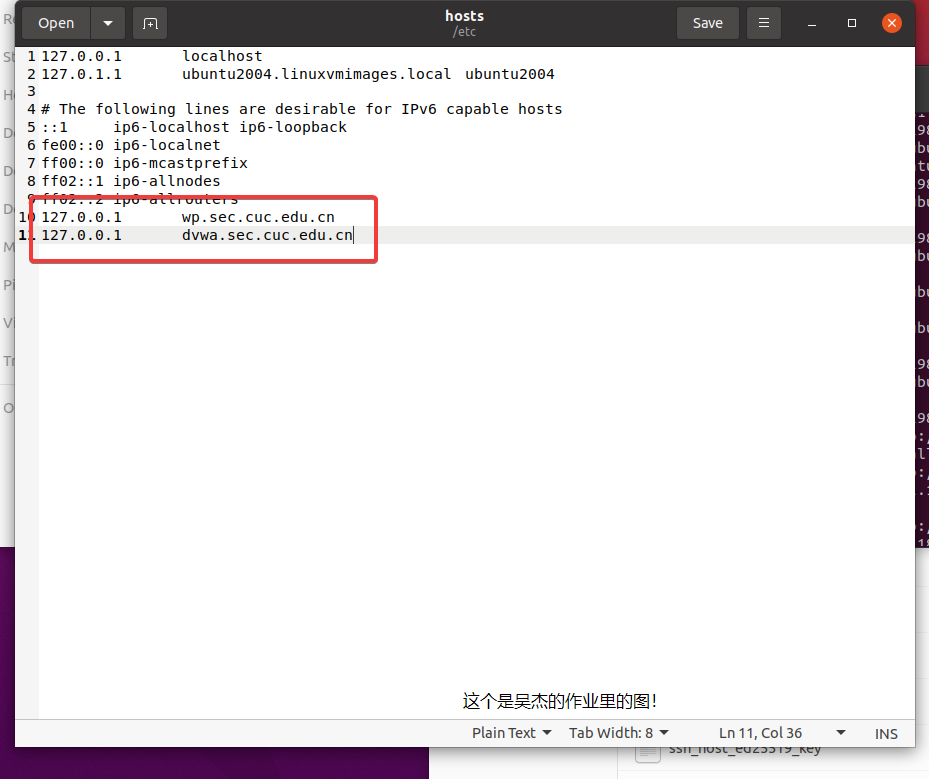 Open
hosts
/etc
Save
1 127.0.0.1 localhost
2 127.0.1.1 ubuntu2004.linuxvmimages.local ubuntu2004
3
4 # The following lines are desirable for IPv6 capable hosts
5 ::1 ip6-localhost ip6-loopback
6 fe00::0 ip6-localnet
7 ff00::0 ip6-mcastprefix
8 ff02::1 ip6-allnodes
9 ff02::2 ip6-allrouters
10 127.0.0.1 wp.sec.cuc.edu.cn
11 127.0.0.1 dvwa.sec.cuc.edu.cn
这个是吴杰的作业里的图!
Plain Text Tab Width: 8 Ln 11, Col 36 INS
ssh_host_ed25519_key